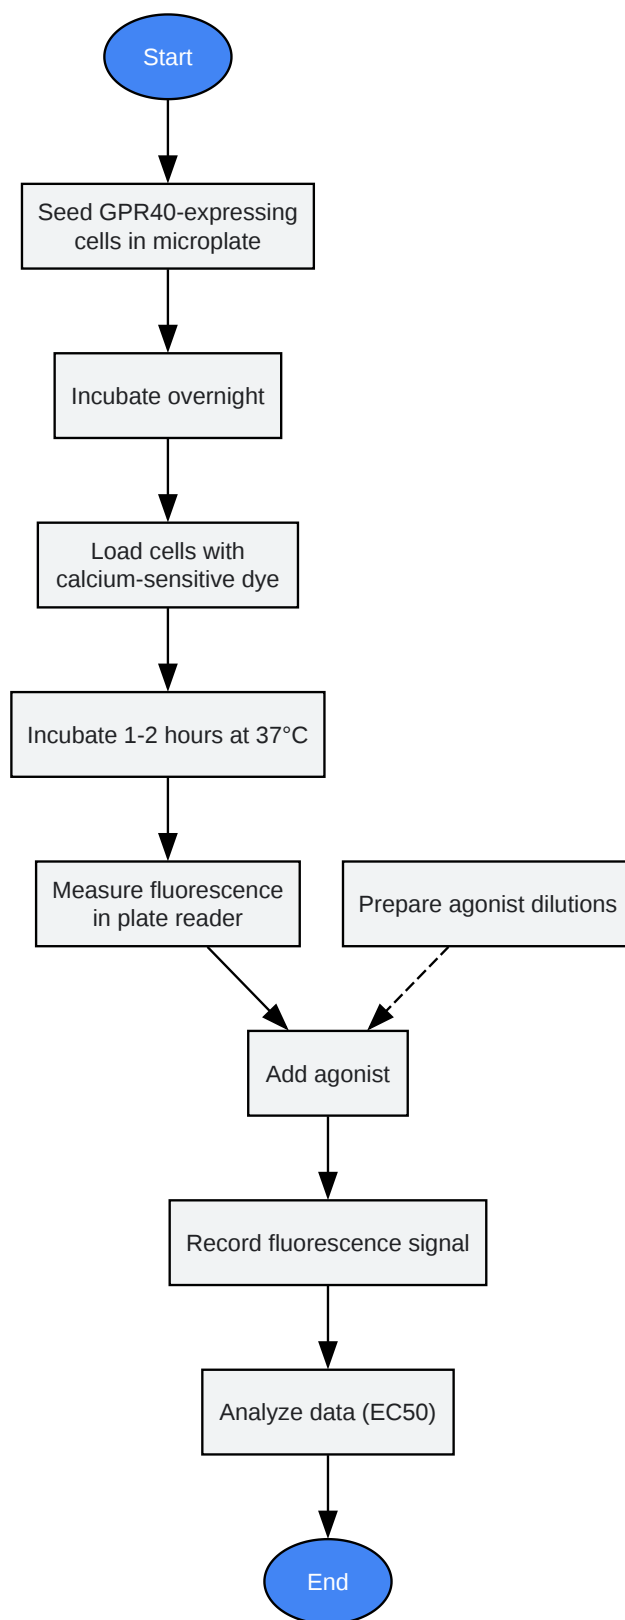 Start
Seed GPR40-expressing
cells in microplate
Incubate overnight
Load cells with
calcium-sensitive dye
Incubate 1-2 hours at 37°C
Measure fluorescence
in plate reader
Prepare agonist dilutions
Add agonist
Record fluorescence signal
Analyze data (EC50)
End